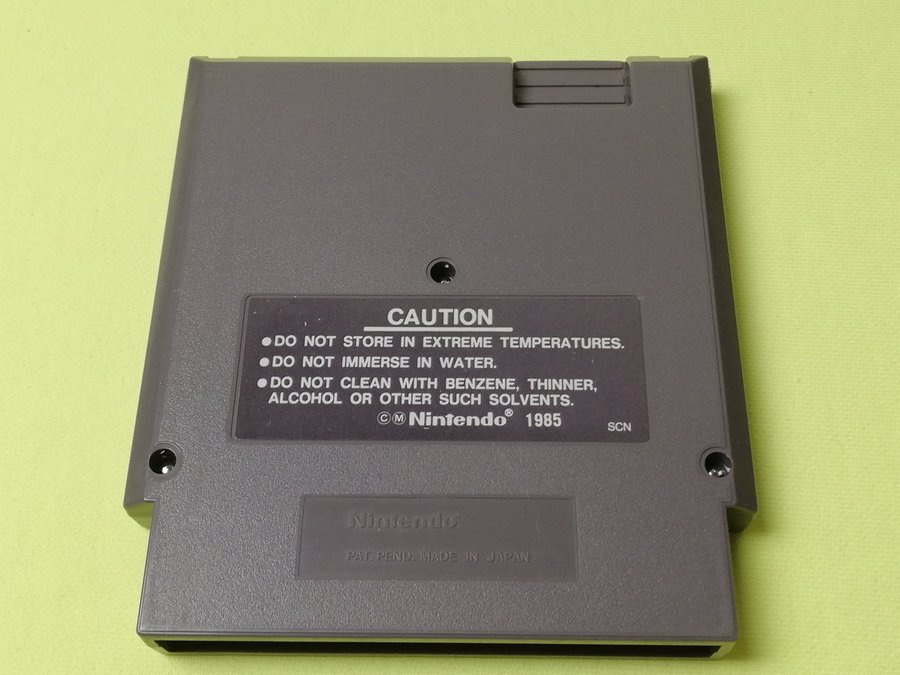 CAUTION
●DO NOT STORE IN EXTREME TEMPERATURES.
●DO NOT IMMERSE IN WATER.
●DO NOT CLEAN WITH BENZENE, THINNER,
ALCOHOL OR OTHER SUCH SOLVENTS.
©Ⓜ Nintendo® 1985
SCN
Nintendo®
PAT. PEND. MADE IN JAPAN